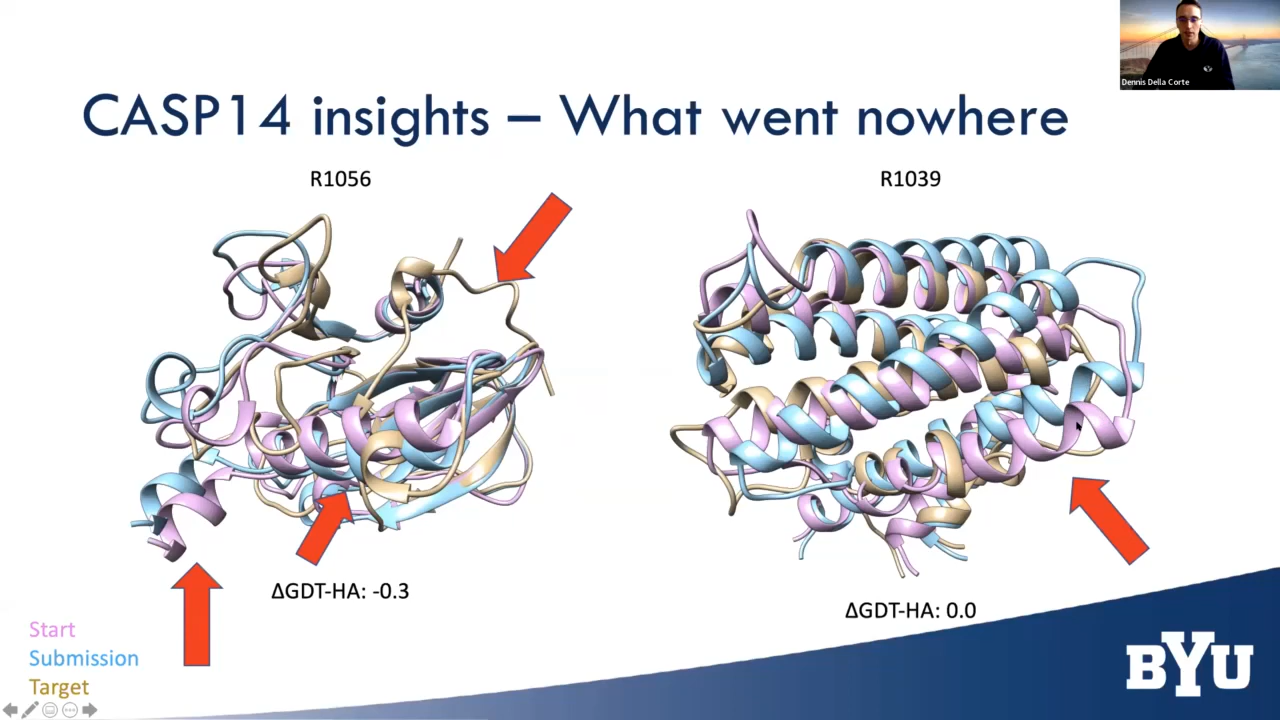 Dennis Della Corte
CASP14 insights – What went nowhere
R1056
R1039
ΔGDT-HA: -0.3
ΔGDT-HA: 0.0
Start
Submission
Target
BYU